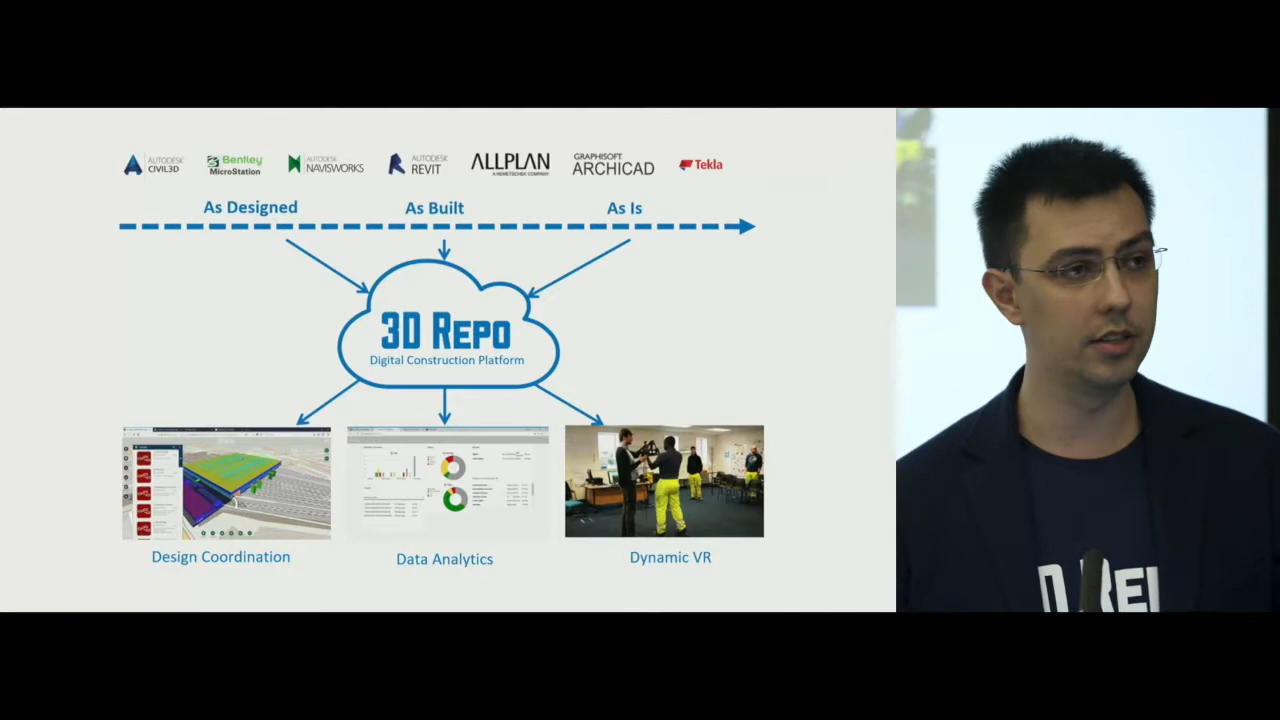 AUTODESK
CIVIL3D
Bentley
MicroStation
AUTODESK
NAVISWORKS
AUTODESK
REVIT
ALLPLAN
A NEMETSCHEK COMPANY
GRAPHISOFT
ARCHICAD
Tekla
As Designed
As Built
As Is
3D REPO
Digital Construction Platform
Design Coordination
Data Analytics
Dynamic VR